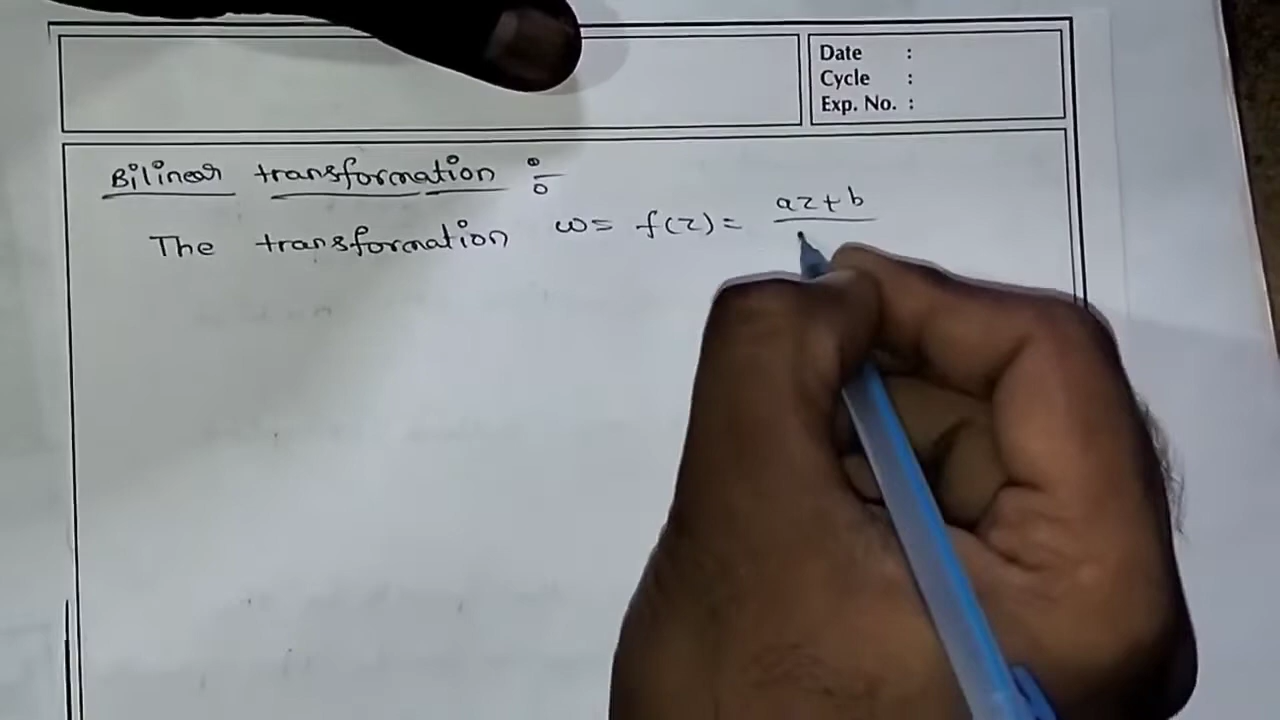 Date :
Cycle :
Exp. No. :
Bilinear transformation :
The transformation w = f(z) = az+b